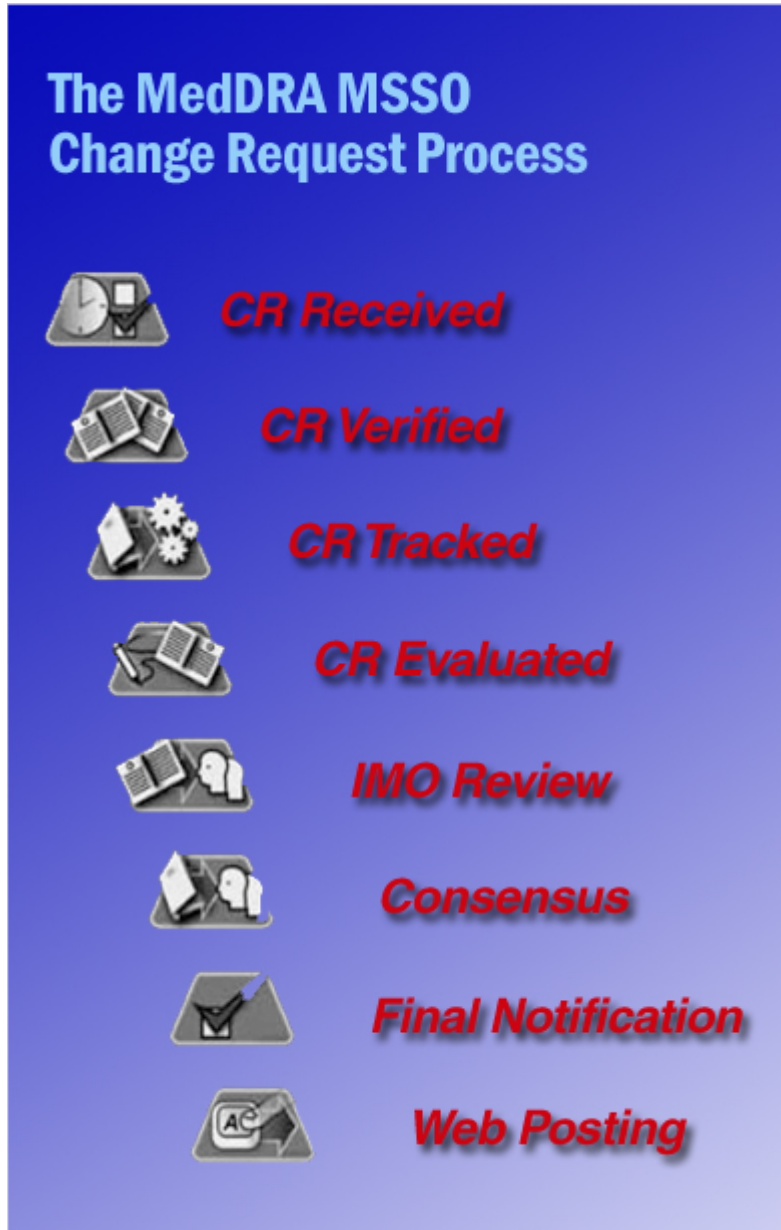 The MedDRA MSSO
Change Request Process
CR Received
CR Verified
CR Tracked
CR Evaluated
IMO Review
Consensus
Final Notification
AC
Web Posting